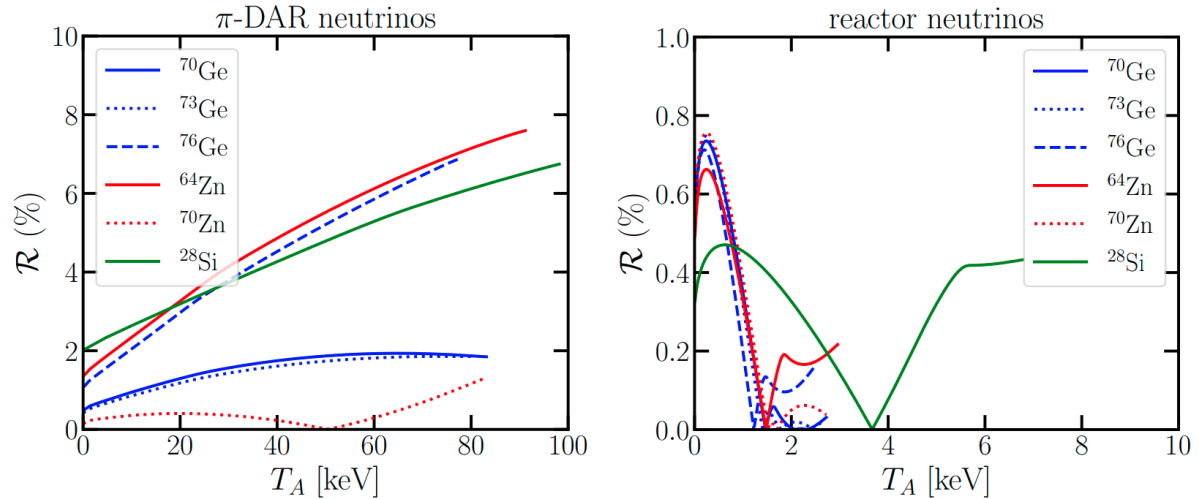 π-DAR neutrinos
10
8
6
4
2
0
ℛ (%)
⁷⁰Ge
⁷³Ge
⁷⁶Ge
⁶⁴Zn
⁷⁰Zn
²⁸Si
0 20 40 60 80 100
T_A [keV]
reactor neutrinos
1.0
0.8
0.6
0.4
0.2
0.0
ℛ (%)
⁷⁰Ge
⁷³Ge
⁷⁶Ge
⁶⁴Zn
⁷⁰Zn
²⁸Si
0 2 4 6 8 10
T_A [keV]